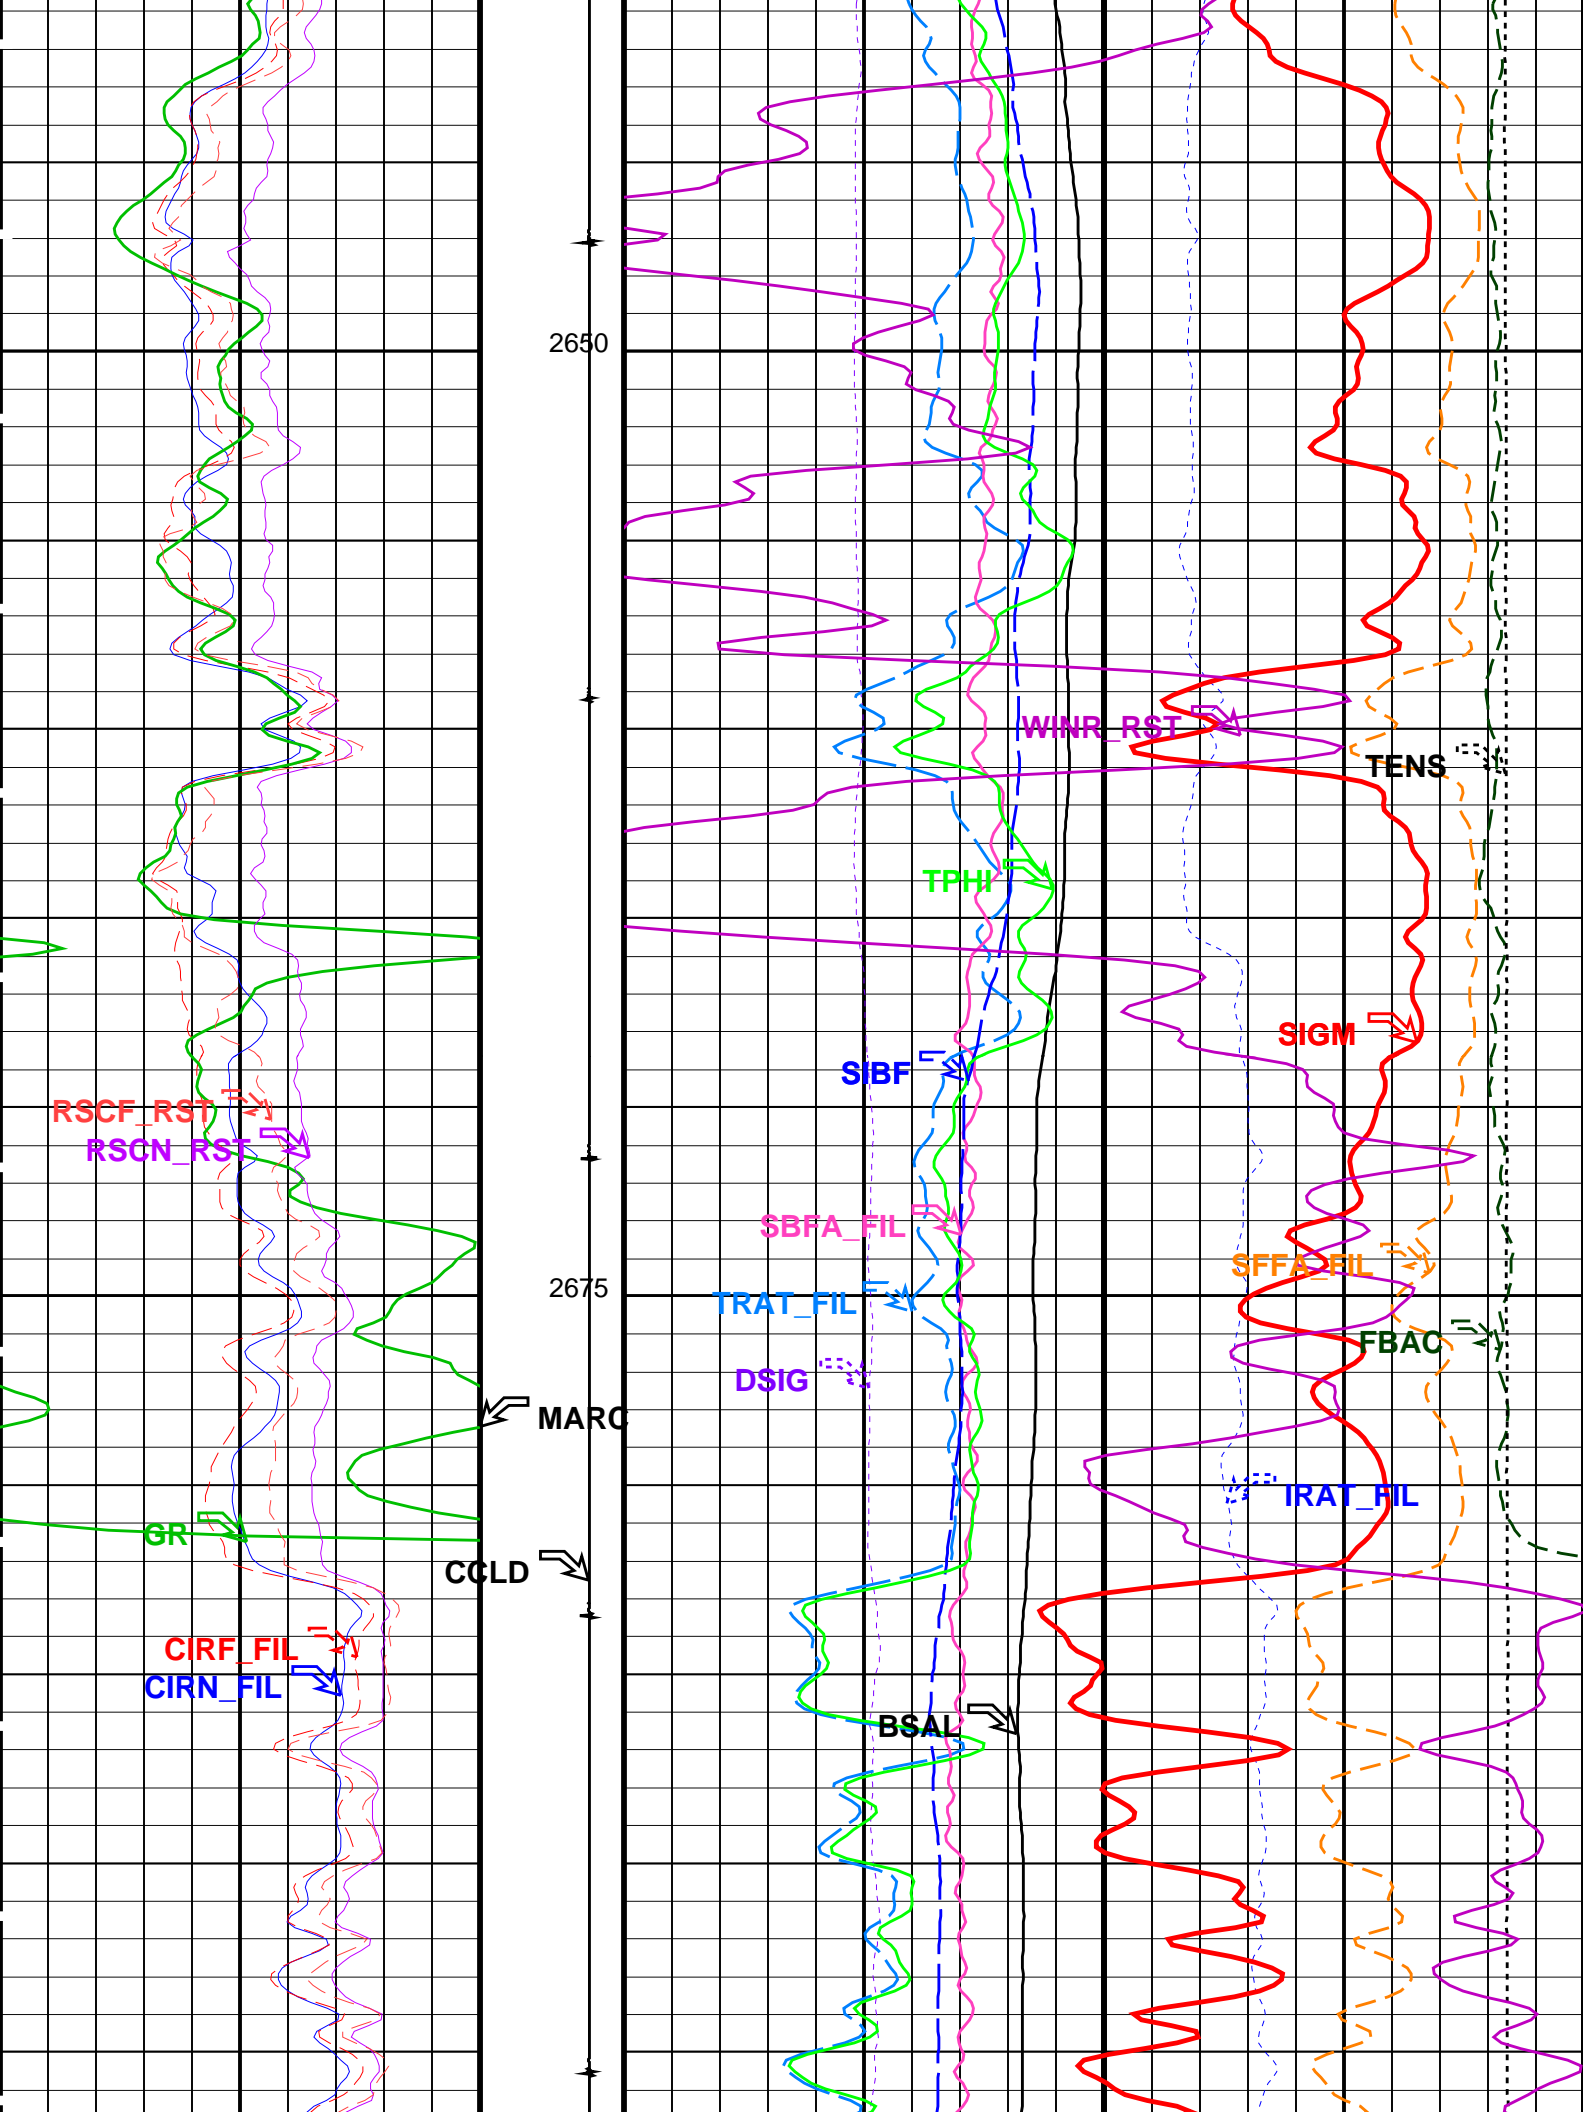 2650
WINR_RST
TENS
TPHI
SIGM
SIBF
RSCF_RST
RSCN_RST
SBFA_FIL
SFFA_FIL
2675
TRAT_FIL
FBAC
DSIG
MARC
IRAT_FIL
GR
CCLD
CIRF_FIL
CIRN_FIL
BSAL